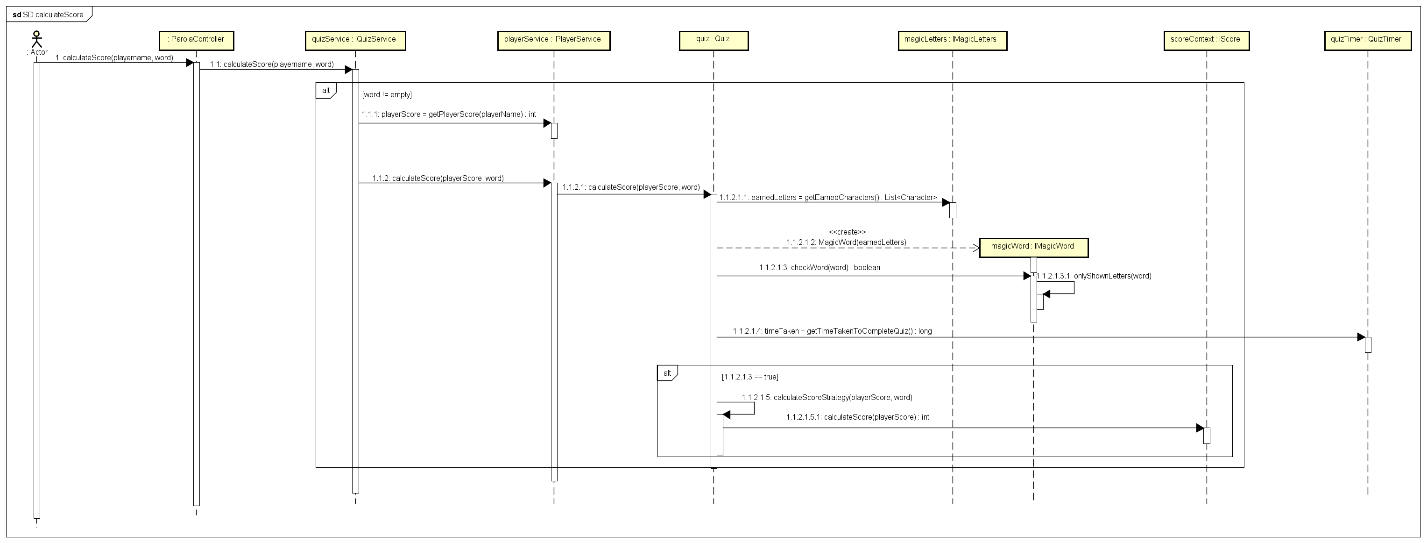 sd SD calculateScore
: Actor
: ParolaController
quizService : QuizService
playerService : PlayerService
quiz : Quiz
magicLetters : IMagicLetters
scoreContext : IScore
quizTimer : QuizTimer
1: calculateScore(playername, word)
1.1: calculateScore(playername, word)
alt
[word != empty]
1.1.1: playerScore = getPlayerScore(playerName) : int
1.1.2: calculateScore(playerScore, word)
1.1.2.1: calculateScore(playerScore, word)
1.1.2.1.1: earnedLetters = getEarnedCharacters() : List<Character>
<<create>>
1.1.2.1.2: MagicWord(earnedLetters)
magicWord : IMagicWord
1.1.2.1.3: checkWord(word) : boolean
1.1.2.1.3.1: onlyShownLetters(word)
1.1.2.1.4: timeTaken = getTimeTakenToCompleteQuiz() : long
alt
[1.1.2.1.3 == true]
1.1.2.1.5: calculateScoreStrategy(playerScore, word)
1.1.2.1.5.1: calculateScore(playerScore) : int